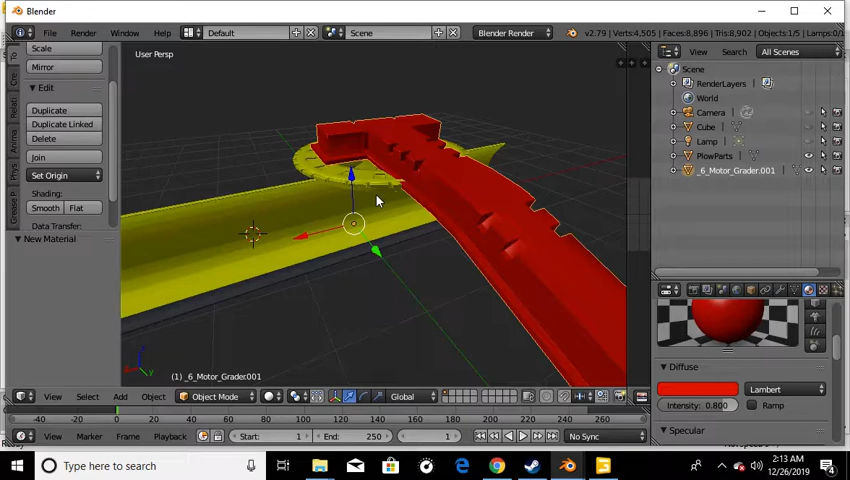 Blender
File Edit Render Window Help Default Scene Blender Render v2.79 | Verts:4,505 | Faces:8,896 | Tris:8,902 | Objects:1/5 | Lamps:0/1
Scale
Mirror
Edit
Duplicate
Duplicate Linked
Delete
Join
Set Origin
Shading:
Smooth Flat
Data Transfer:
New Material
User Persp
(1) _6_Motor_Grader.001
View Search All Scenes
Scene
RenderLayers
World
Camera
Cube
Lamp
PlowParts
_6_Motor_Grader.001
Diffuse
Lambert
Intensity: 0.800 Ramp
Specular
View Select Add Object Object Mode Global
-40 -20 0 20 40 60 80 100 120 140 160 180 200 220 240 260
View Marker Frame Playback Start: 1 End: 250 1 No Sync
Ready
Type here to search
2:13 AM
12/26/2019
4